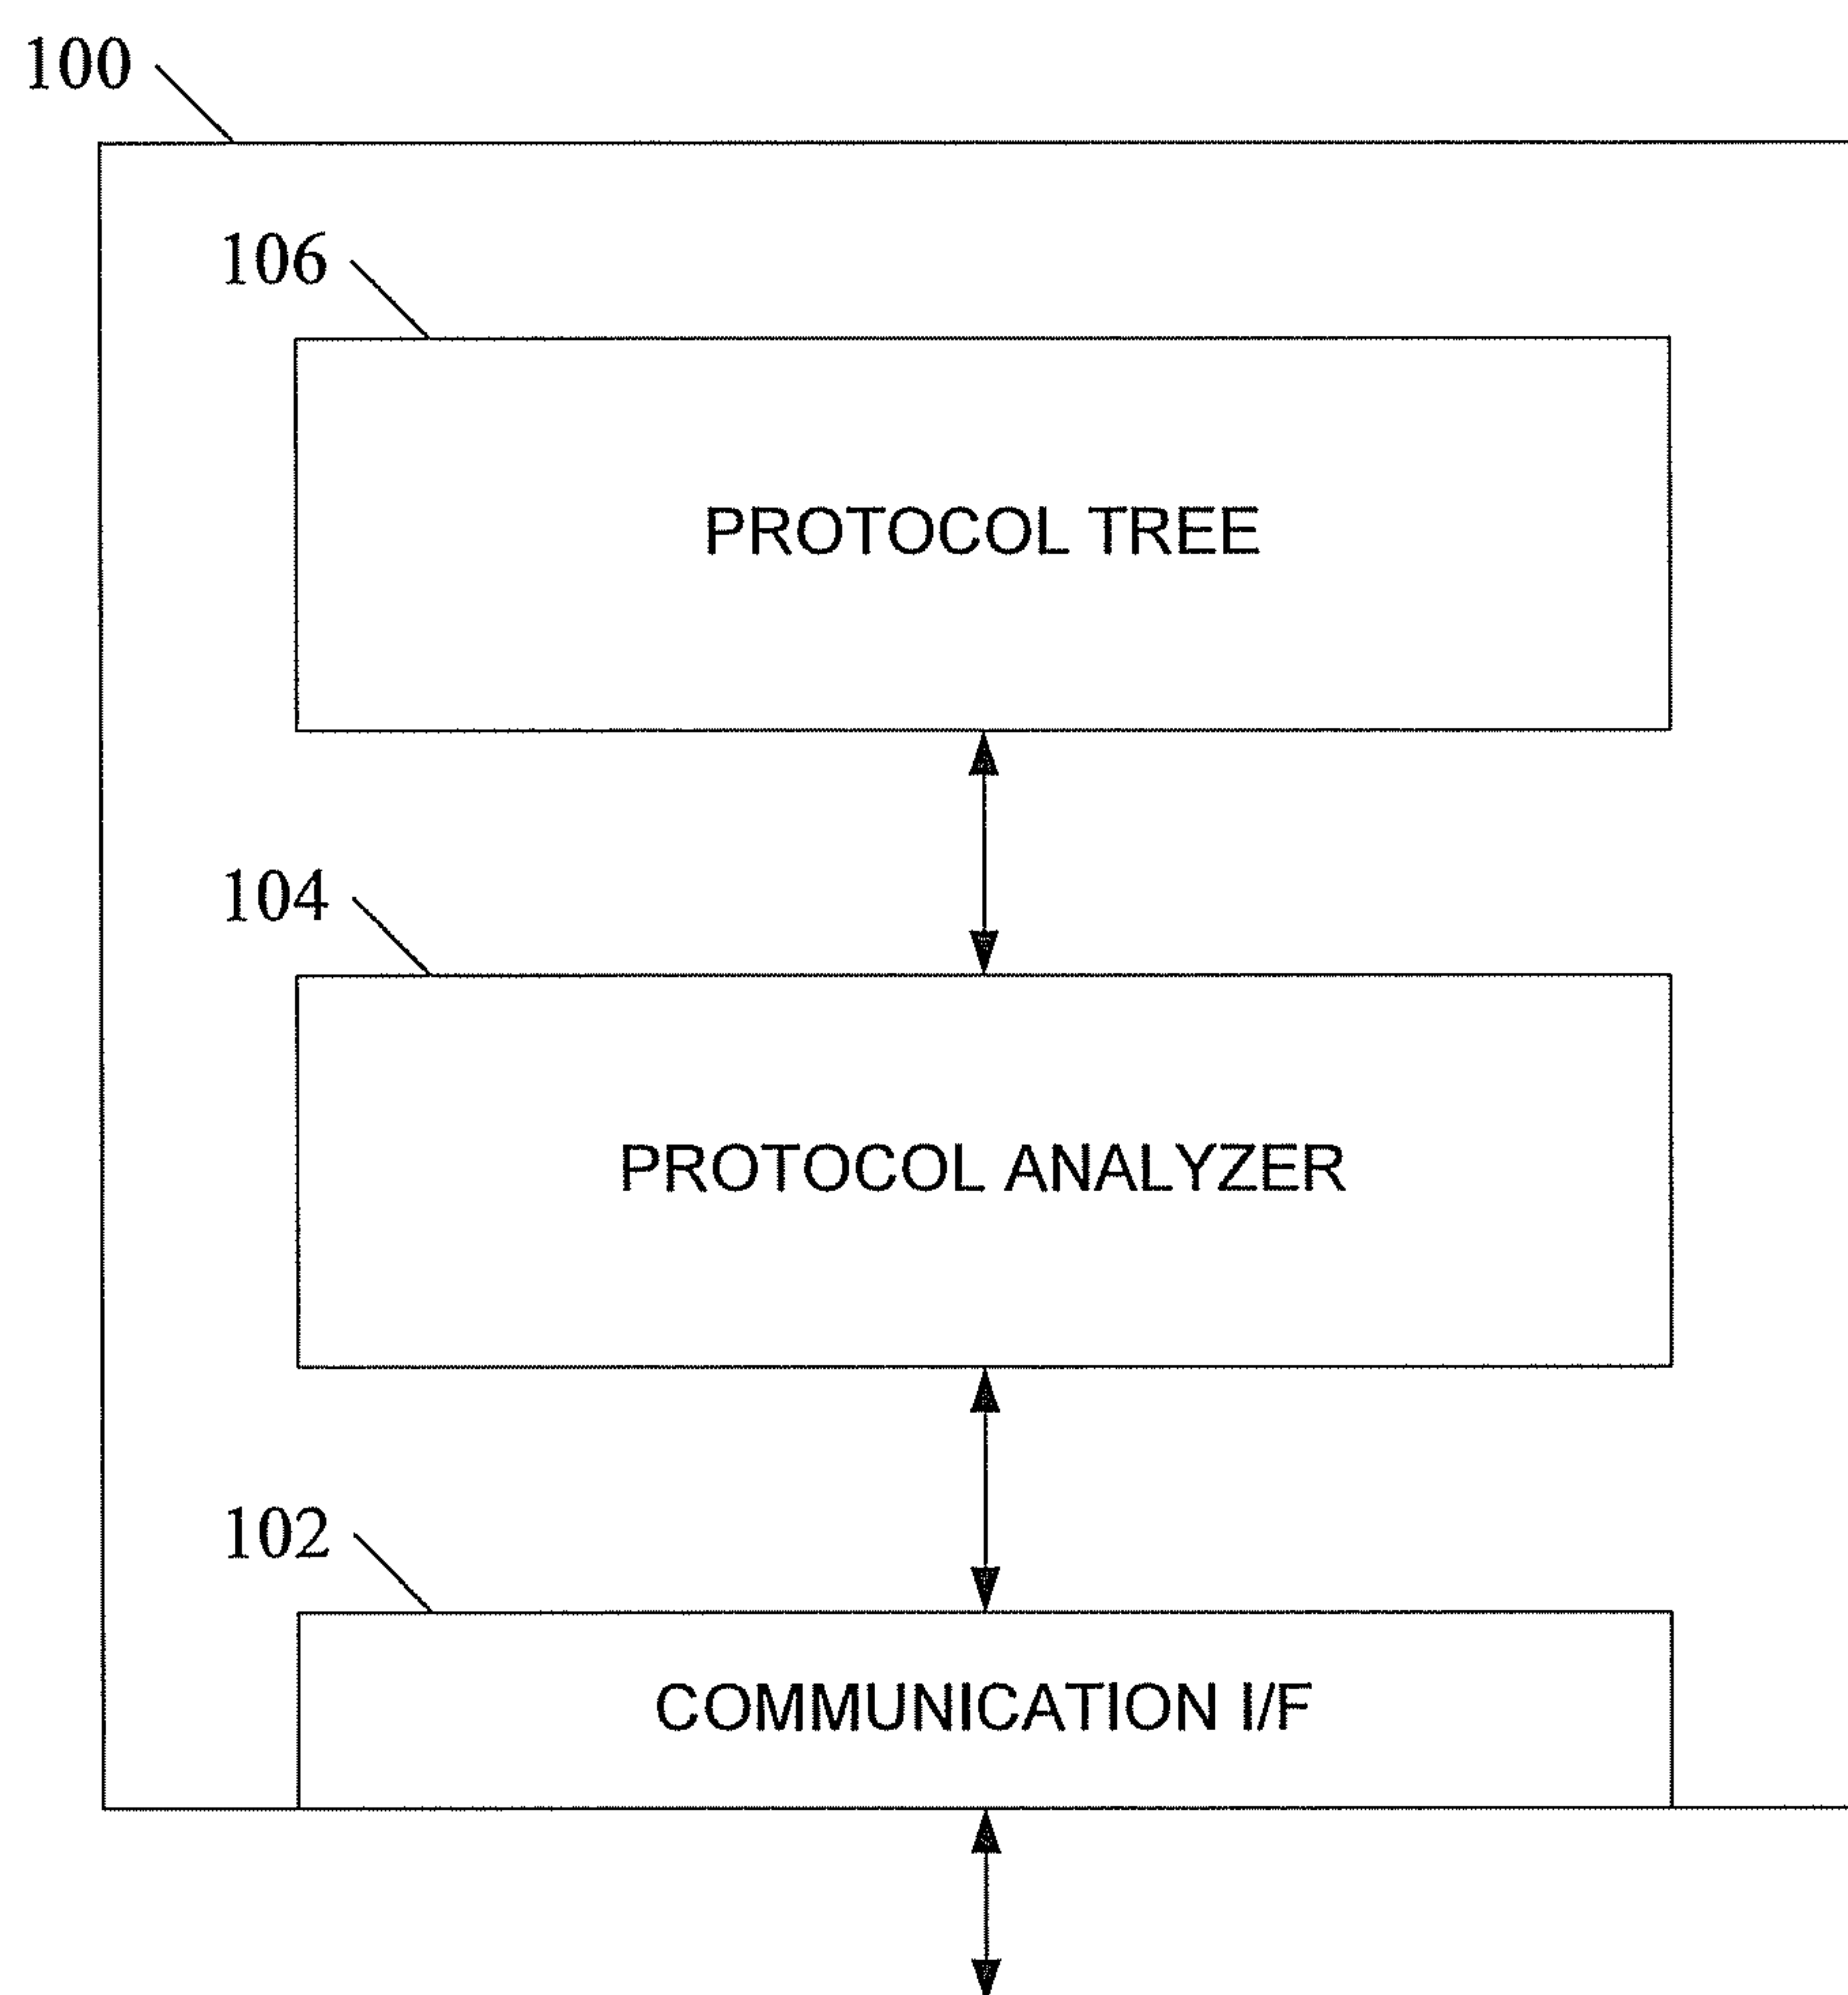 100
106
PROTOCOL TREE
104
PROTOCOL ANALYZER
102
COMMUNICATION I/F